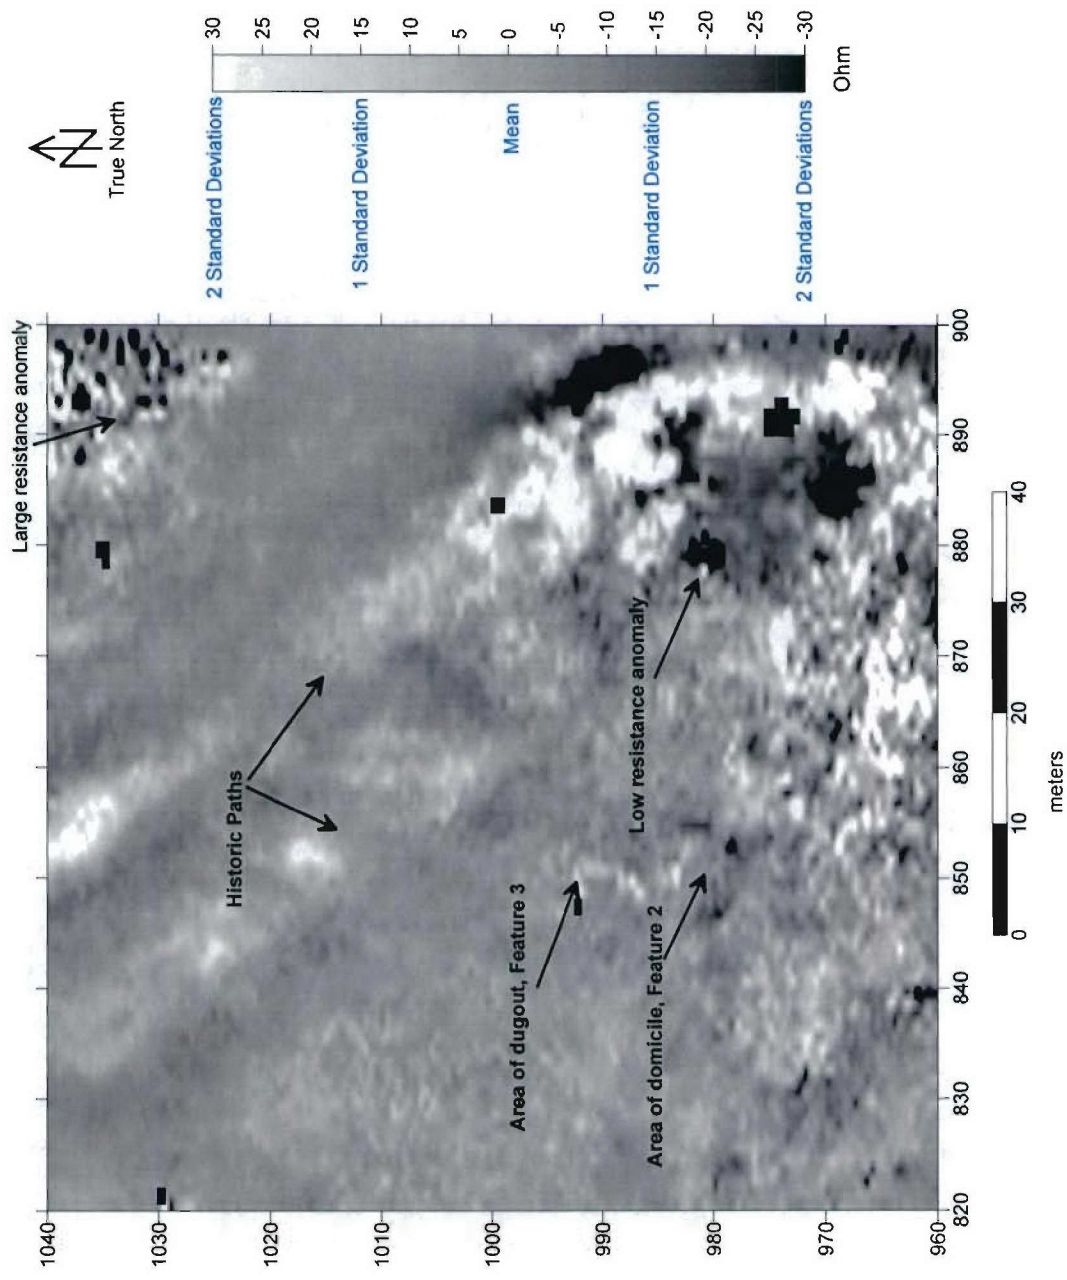 Large resistance anomaly
Historic Paths
Area of dugout, Feature 3
Area of domicile, Feature 2
Low resistance anomaly
1040
1030
1020
1010
1000
990
980
970
960
820
830
840
850
860
870
880
890
900
0
10
20
30
40
meters
N
True North
2 Standard Deviations
1 Standard Deviation
Mean
1 Standard Deviation
2 Standard Deviations
30
25
20
15
10
5
0
-5
-10
-15
-20
-25
-30
Ohm